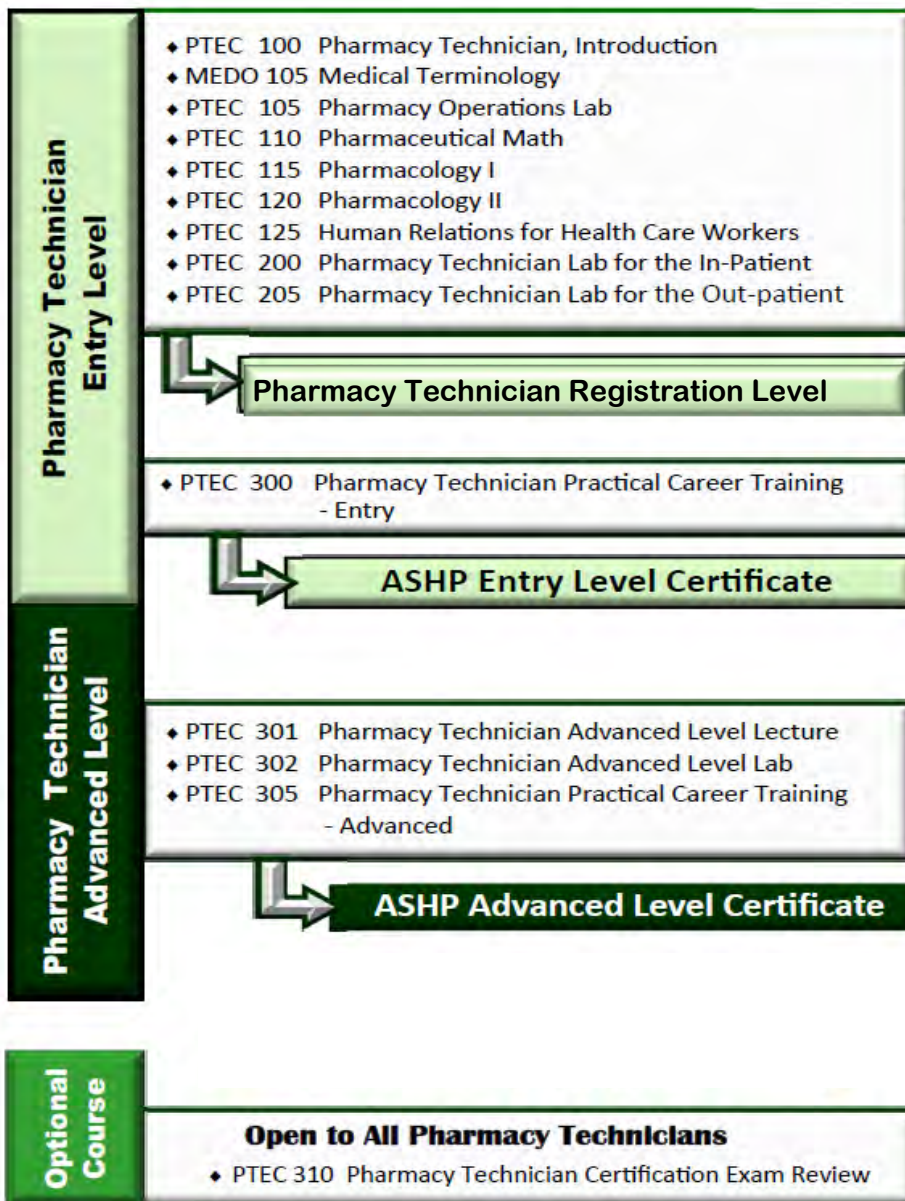 Pharmacy Technician
Entry Level
◆ PTEC 100 Pharmacy Technician, Introduction
◆ MEDO 105 Medical Terminology
◆ PTEC 105 Pharmacy Operations Lab
◆ PTEC 110 Pharmaceutical Math
◆ PTEC 115 Pharmacology I
◆ PTEC 120 Pharmacology II
◆ PTEC 125 Human Relations for Health Care Workers
◆ PTEC 200 Pharmacy Technician Lab for the In-Patient
◆ PTEC 205 Pharmacy Technician Lab for the Out-patient
Pharmacy Technician Registration Level
◆ PTEC 300 Pharmacy Technician Practical Career Training
- Entry
ASHP Entry Level Certificate
Pharmacy Technician
Advanced Level
◆ PTEC 301 Pharmacy Technician Advanced Level Lecture
◆ PTEC 302 Pharmacy Technician Advanced Level Lab
◆ PTEC 305 Pharmacy Technician Practical Career Training
- Advanced
ASHP Advanced Level Certificate
Optional
Course
Open to All Pharmacy Technicians
◆ PTEC 310 Pharmacy Technician Certification Exam Review